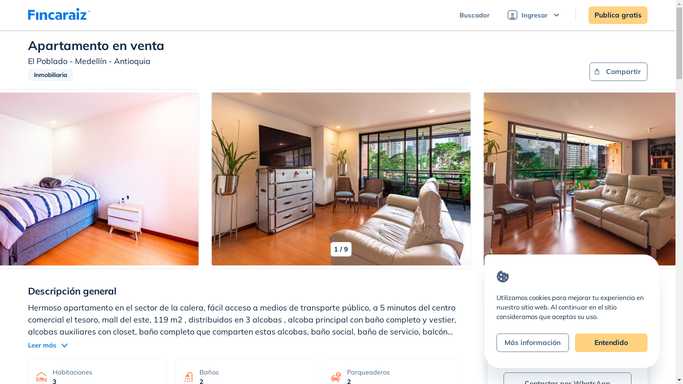 Fincaraiz
Buscador
Ingresar
Publica gratis
Apartamento en venta
El Poblado - Medellín - Antioquia
Inmobiliaria
Compartir
1 / 9
Descripción general
Hermoso apartamento en el sector de la calera, fácil acceso a medios de transporte público, a 5 minutos del centro
comercial el tesoro, mall del este, 119 m2 , distribuidos en 3 alcobas , alcoba principal con baño completo y vestier,
alcobas auxiliares con closet, baño completo que comparten estas alcobas, baño social, baño de servicio, balcón...
Leer más
Habitaciones
3
Baños
2
Parqueaderos
2
Utilizamos cookies para mejorar tu experiencia en
nuestro sitio web. Al continuar en el sitio
consideramos que aceptas su uso.
Más información
Entendido
Contactar por WhatsApp